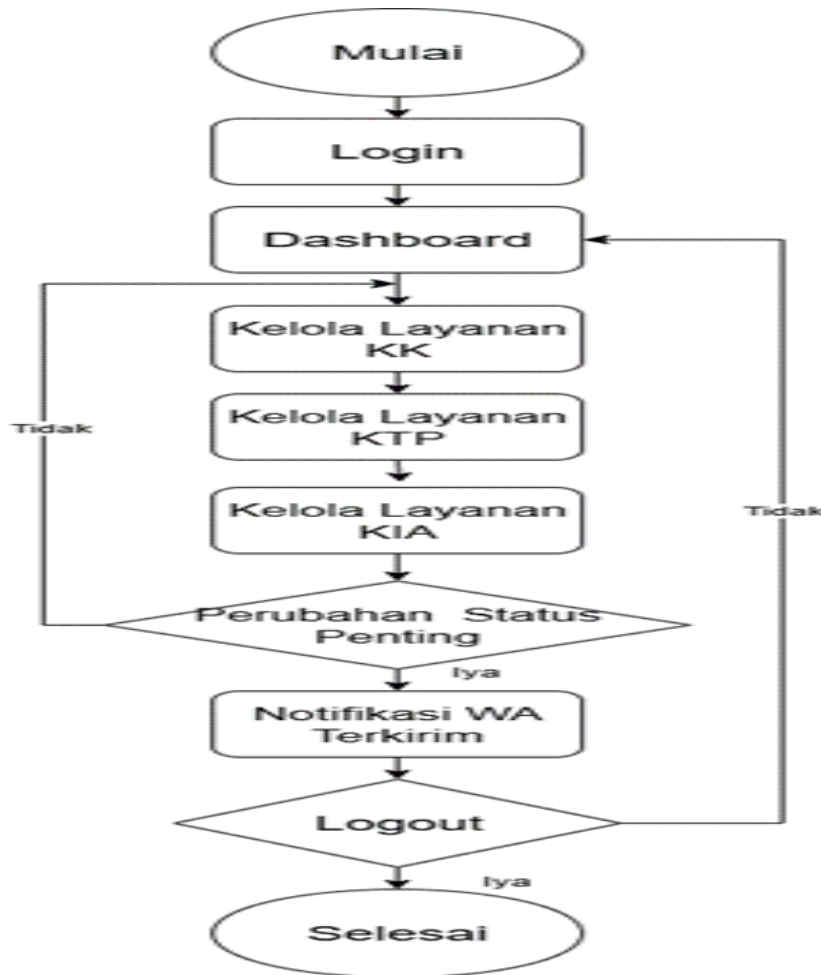 Mulai
Login
Dashboard
Kelola Layanan
KK
Tidak
Kelola Layanan
KTP
Kelola Layanan
KIA
Tidak
Perubahan Status
Penting
Iya
Notifikasi WA
Terkirim
Logout
Iya
Selesai